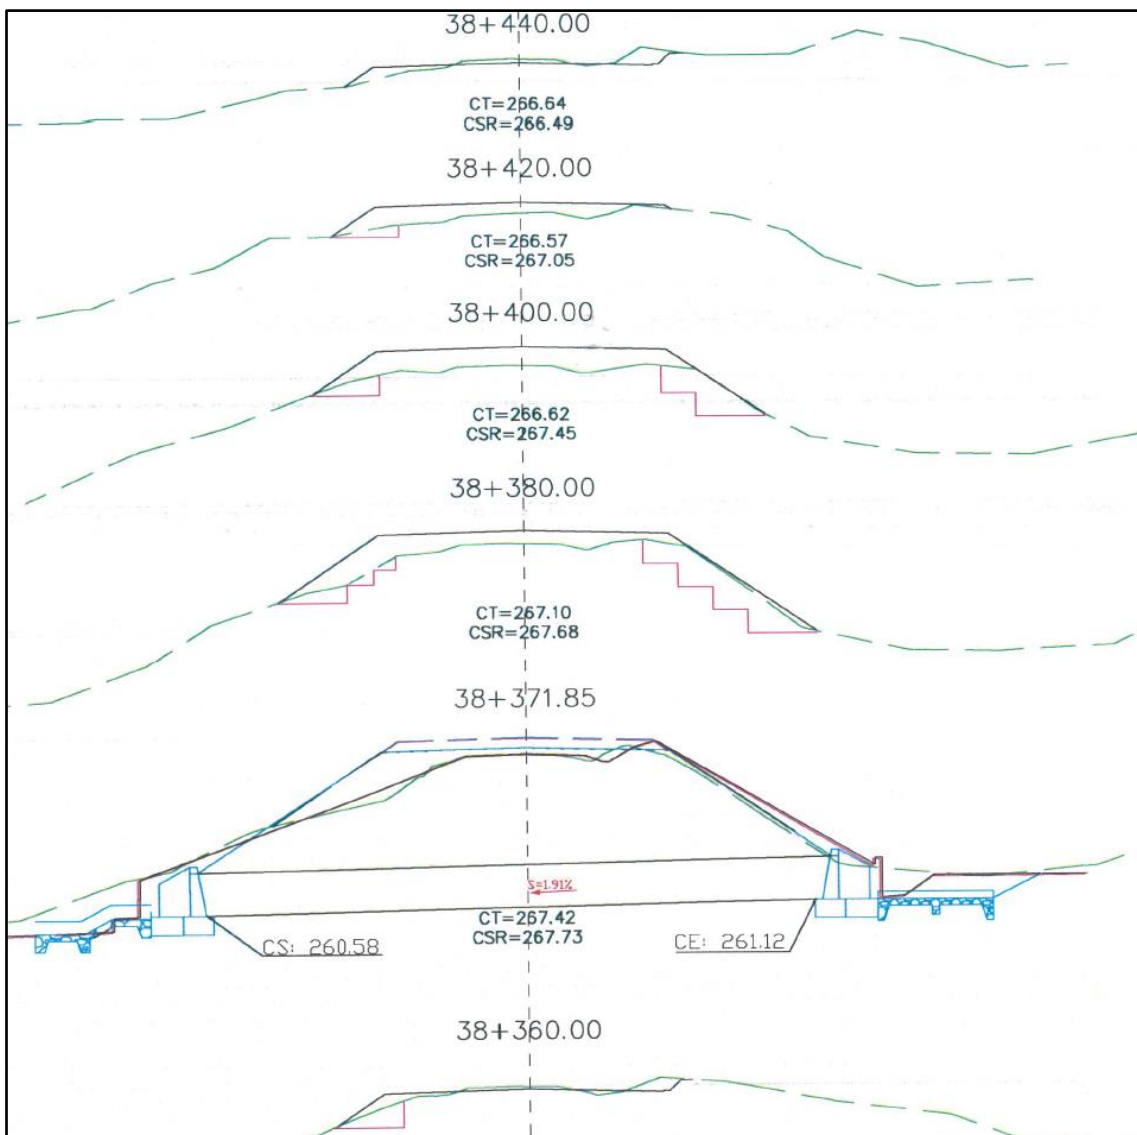 38+440.00
CT=266.64
CSR=266.49
38+420.00
CT=266.57
CSR=267.05
38+400.00
CT=266.62
CSR=267.45
38+380.00
CT=267.10
CSR=267.68
38+371.85
S=1.91%
CT=267.42
CSR=267.73
CS: 260.58
CE: 261.12
38+360.00